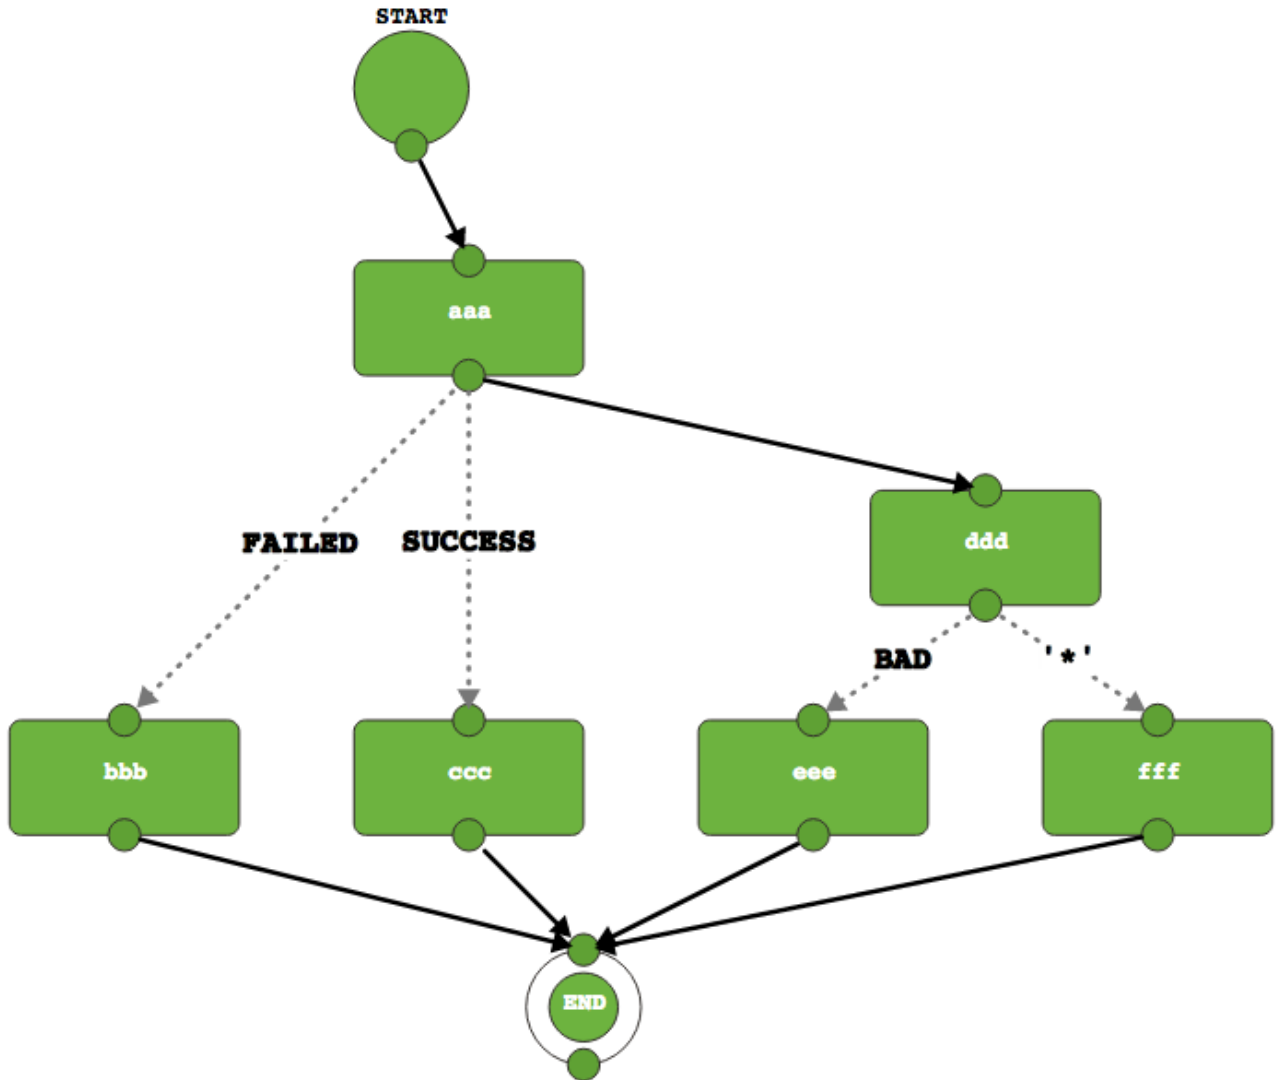 START
aaa
FAILED
SUCCESS
ddd
BAD
'*'
bbb
ccc
eee
fff
END